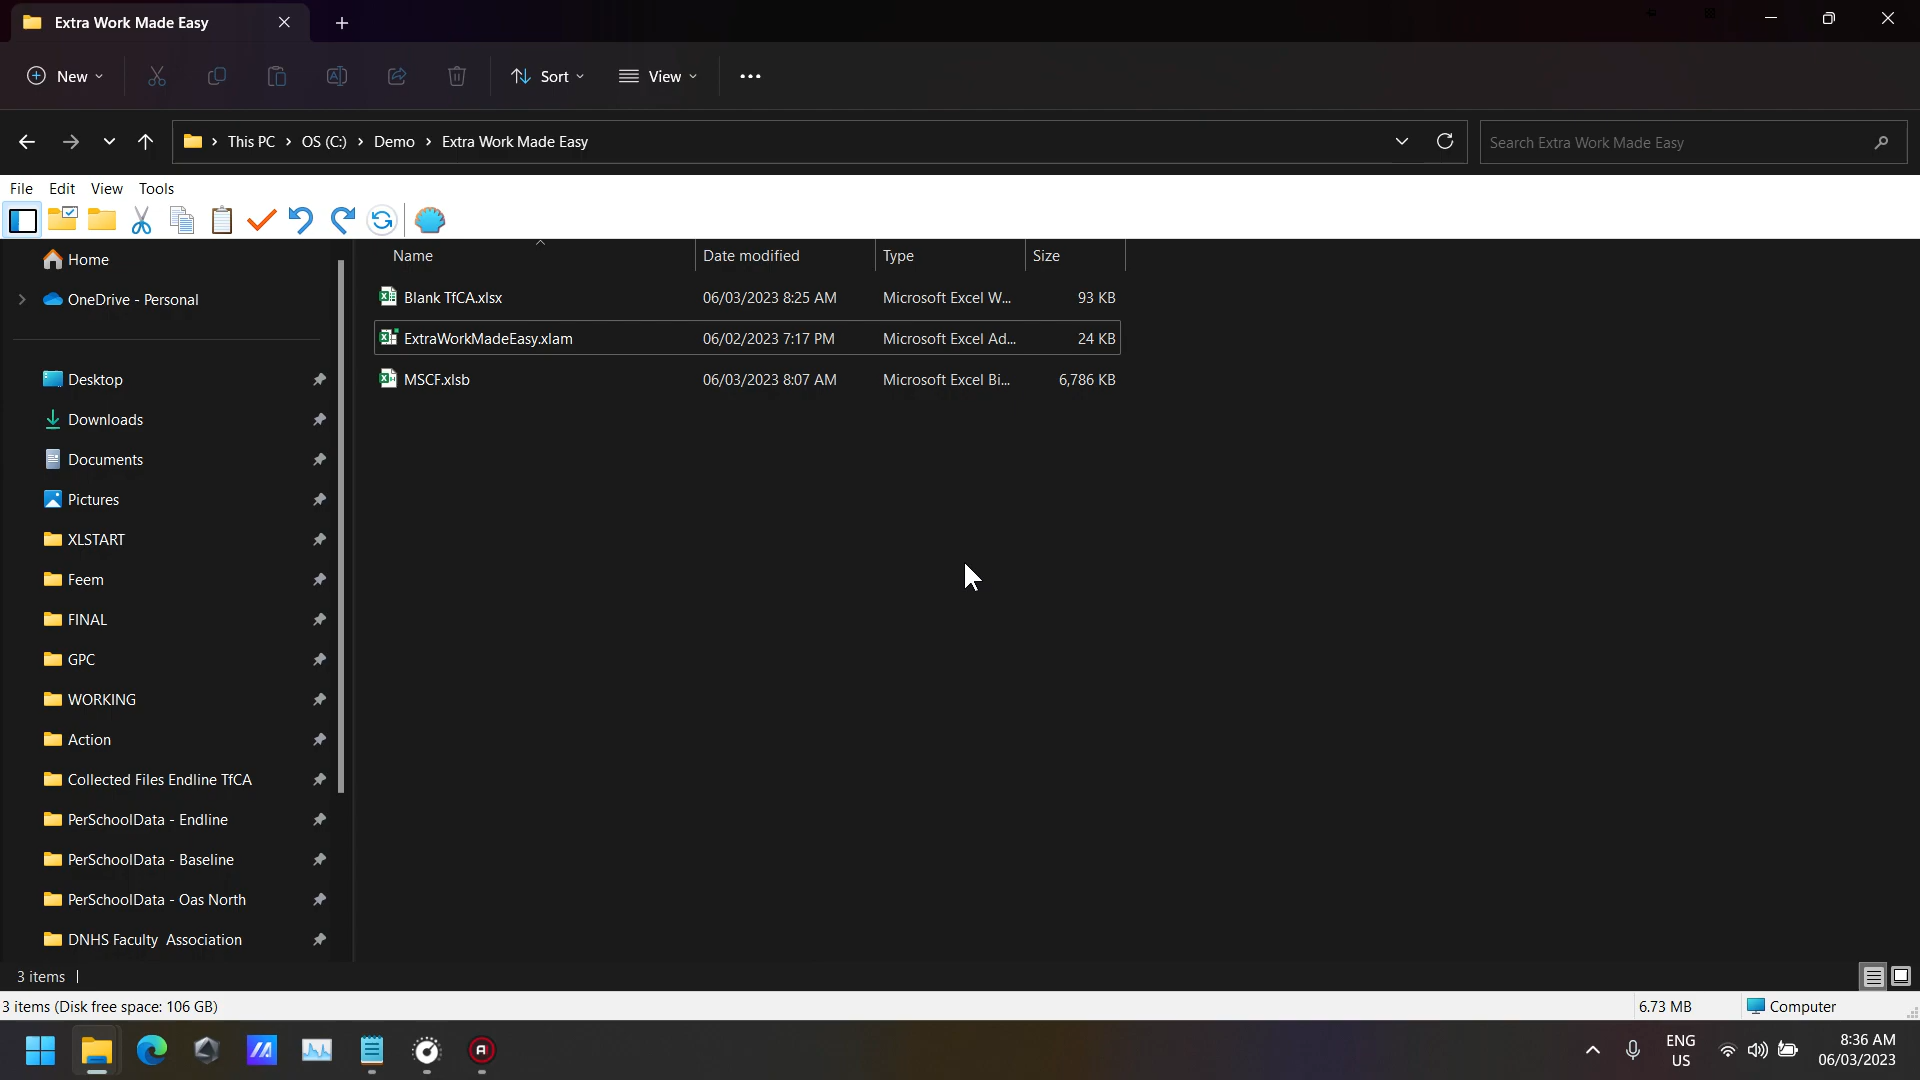 Extra Work Made Easy
New
Sort
View
This PC > OS (C:) > Demo > Extra Work Made Easy
Search Extra Work Made Easy
File Edit View Tools
Home
OneDrive - Personal
Desktop
Downloads
Documents
Pictures
XLSTART
Feem
FINAL
GPC
WORKING
Action
Collected Files Endline TfCA
PerSchoolData - Endline
PerSchoolData - Baseline
PerSchoolData - Oas North
DNHS Faculty Association
Name Date modified Type Size
Blank TfCA.xlsx 06/03/2023 8:25 AM Microsoft Excel W... 93 KB
ExtraWorkMadeEasy.xlam 06/02/2023 7:17 PM Microsoft Excel Ad... 24 KB
MSCF.xlsb 06/03/2023 8:07 AM Microsoft Excel Bi... 6,786 KB
3 items
3 items (Disk free space: 106 GB) 6.73 MB Computer
ENG
US
8:36 AM
06/03/2023